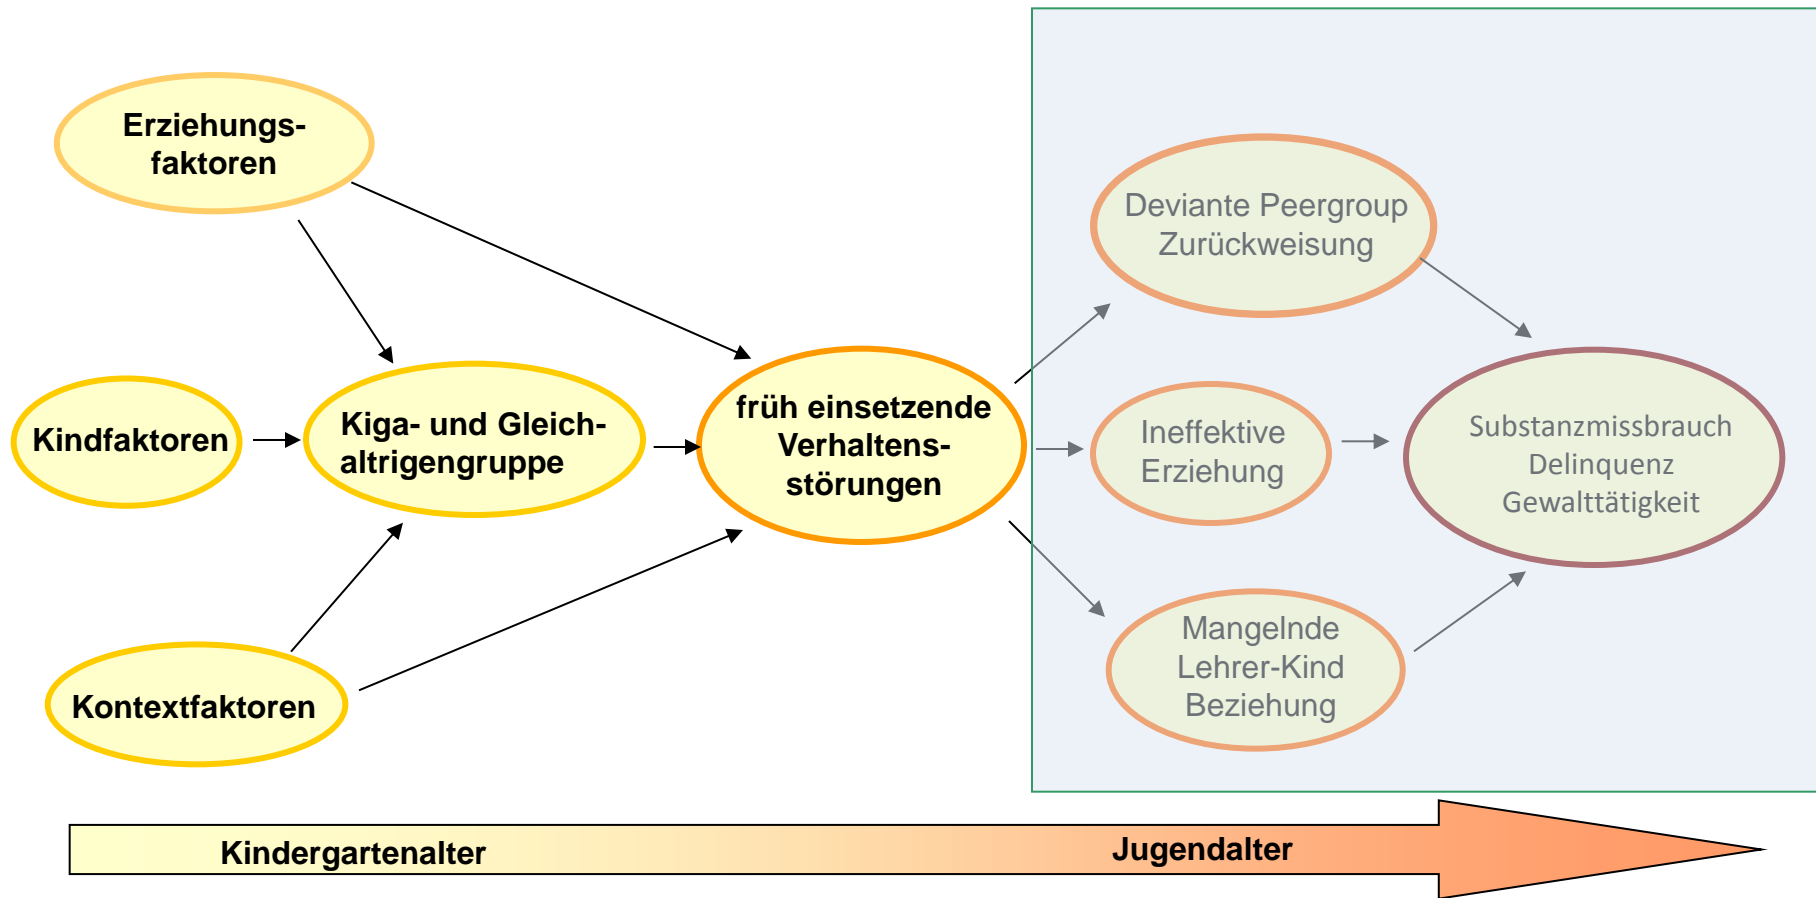 Erziehungs-
faktoren
Kindfaktoren
Kontextfaktoren
Kiga- und Gleich-
altrigengruppe
früh einsetzende
Verhaltens-
störungen
Deviante Peergroup
Zurückweisung
Ineffektive
Erziehung
Mangelnde
Lehrer-Kind
Beziehung
Substanzmissbrauch
Delinquenz
Gewalttätigkeit
Kindergartenalter
Jugendalter